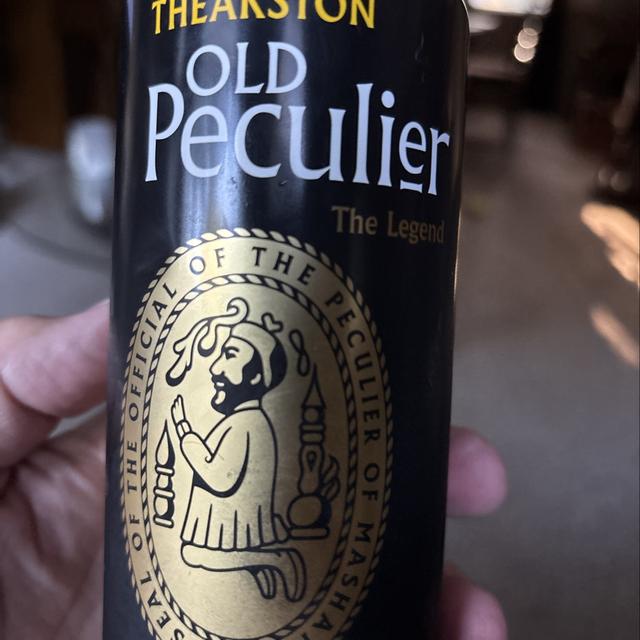 THEAKSTON
OLD
Peculier
The Legend
SEAL OF THE OFFICIAL OF THE PECULIER OF MASHA